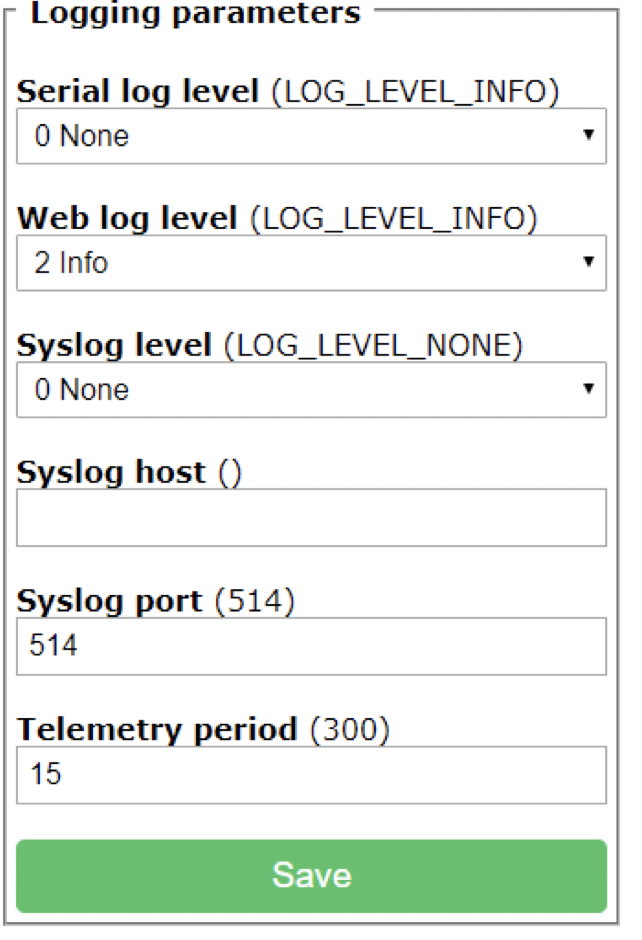 Logging parameters
Serial log level (LOG_LEVEL_INFO)
0 None
Web log level (LOG_LEVEL_INFO)
2 Info
Syslog level (LOG_LEVEL_NONE)
0 None
Syslog host ()
Syslog port (514)
514
Telemetry period (300)
15
Save